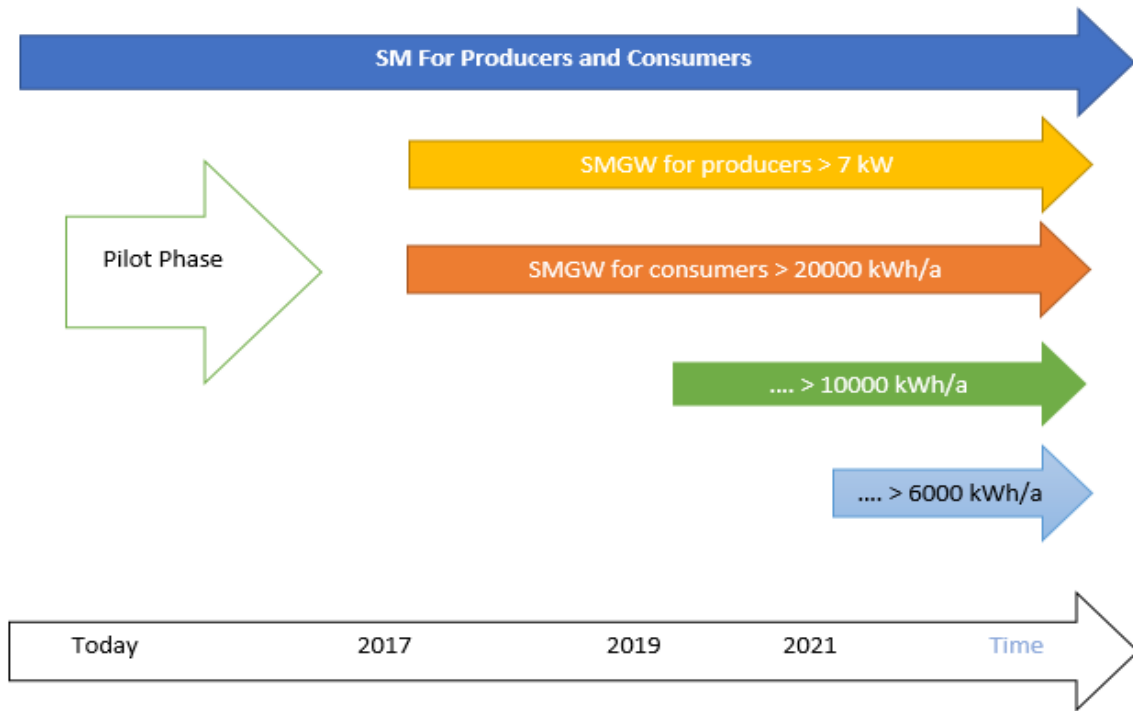 SM For Producers and Consumers
SMGW for producers > 7 kW
Pilot Phase
SMGW for consumers > 20000 kWh/a
.... > 10000 kWh/a
.... > 6000 kWh/a
Today 2017 2019 2021 Time